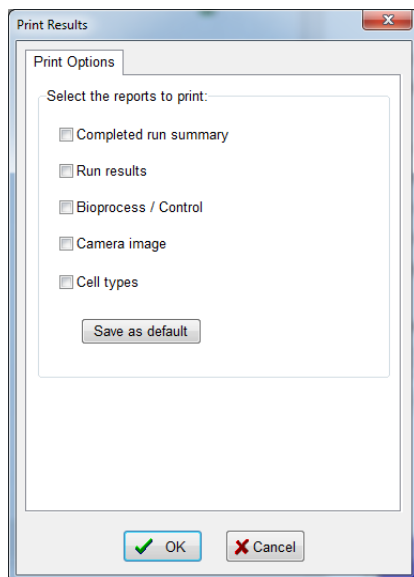 Print Results
Print Options
Select the reports to print:
Completed run summary
Run results
Bioprocess / Control
Camera image
Cell types
Save as default
OK
Cancel